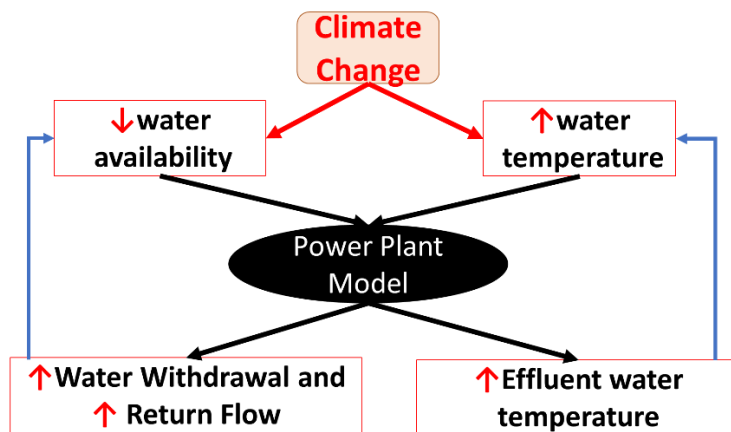 Climate
Change
↓water
availability
↑water
temperature
Power Plant
Model
↑Water Withdrawal and
↑ Return Flow
↑Effluent water
temperature